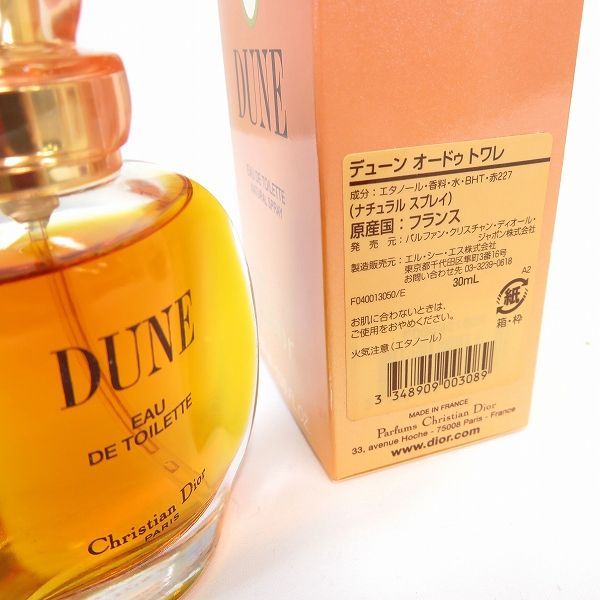 DUNE
EAU
DE TOILETTE
Christian Dior
PARIS
DUNE
EAU DE TOILETTE
NATURAL SPRAY
デューン オードゥ トワレ
成分：エタノール・香料・水・BHT・赤227
(ナチュラル スプレイ)
原産国：フランス
発 売 元：パルファン・クリスチャン・ディオール・
ジャポン株式会社
製造販売元：エル・シー・エス株式会社
東京都千代田区隼町3番16号
お問い合わせ先 03-3239-0618
30mL
F040013050/E
A2
お肌に合わないときは、
ご使用をおやめください。
紙
箱・枠
火気注意(エタノール)
3 348909 003089
MADE IN FRANCE
Parfums Christian Dior
33, avenue Hoche - 75008 Paris - France
www.dior.com